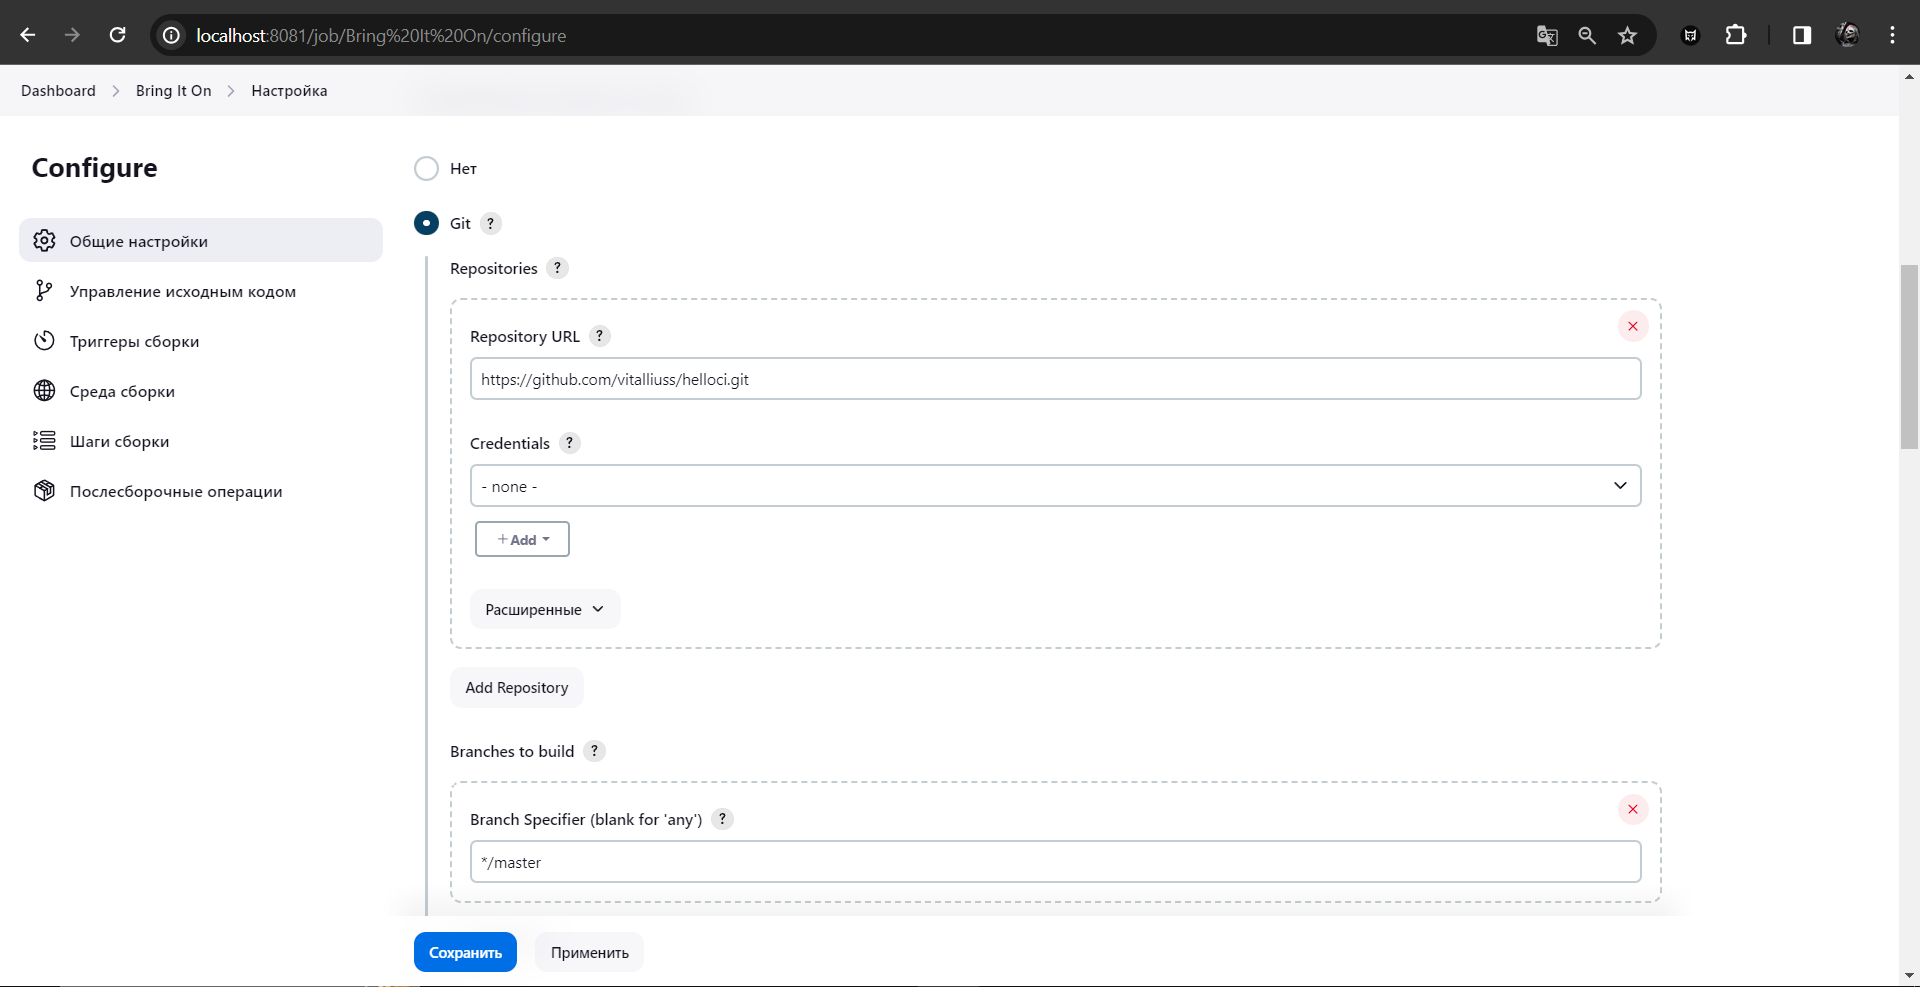 localhost:8081/job/Bring%20It%20On/configure
Dashboard Bring It On Настройка
Configure
Общие настройки
Управление исходным кодом
Триггеры сборки
Среда сборки
Шаги сборки
Послесборочные операции
Нет
Git ?
Repositories ?
Repository URL ?
https://github.com/vitalliuss/helloci.git
Credentials ?
- none -
+ Add
Расширенные
Add Repository
Branches to build ?
Branch Specifier (blank for 'any') ?
*/master
Сохранить Применить